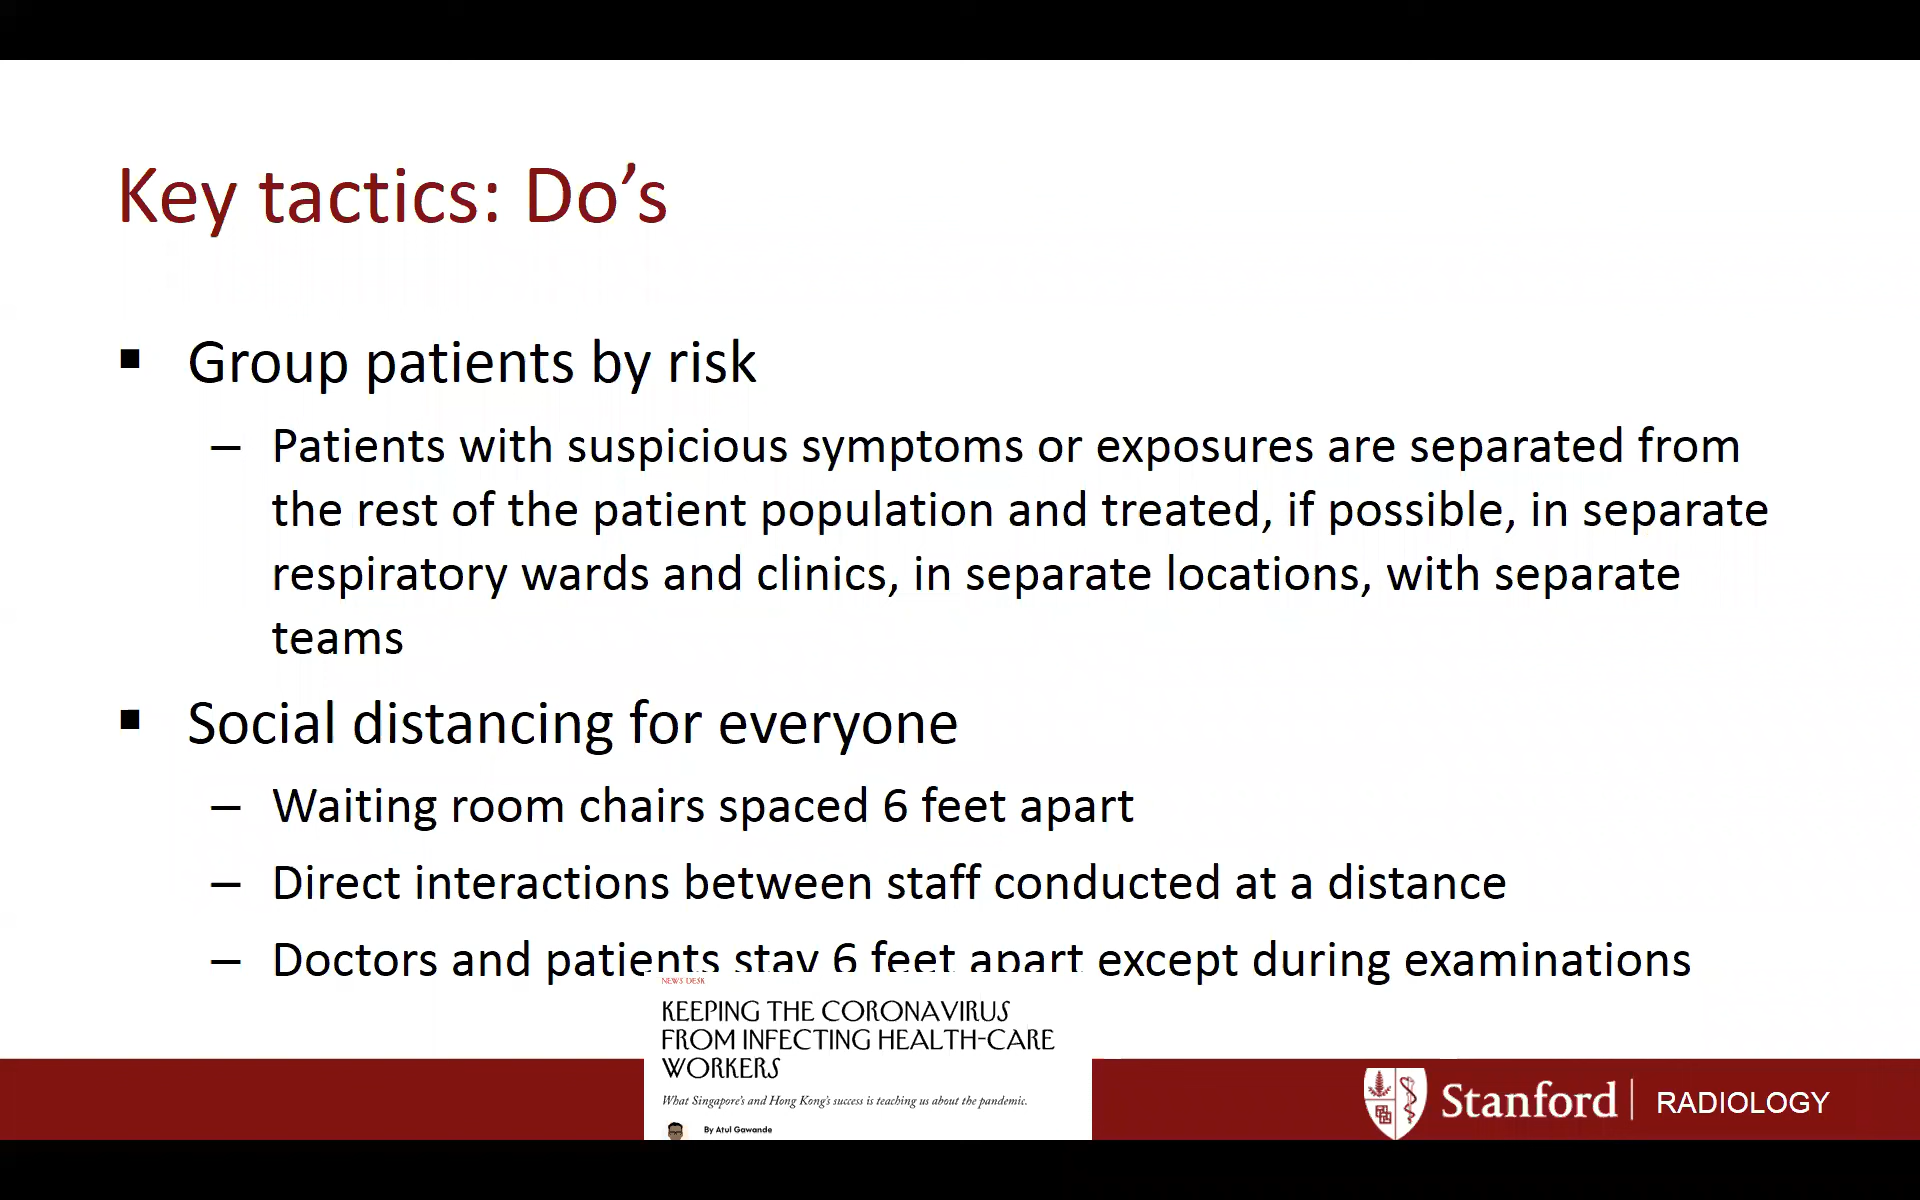 Key tactics: Do’s
▪ Group patients by risk
– Patients with suspicious symptoms or exposures are separated from
the rest of the patient population and treated, if possible, in separate
respiratory wards and clinics, in separate locations, with separate
teams
▪ Social distancing for everyone
– Waiting room chairs spaced 6 feet apart
– Direct interactions between staff conducted at a distance
– Doctors and patients stay 6 feet apart except during examinations
NEWS DESK
KEEPING THE CORONAVIRUS
FROM INFECTING HEALTH-CARE
WORKERS
What Singapore’s and Hong Kong’s success is teaching us about the pandemic.
By Atul Gawande
Stanford | RADIOLOGY